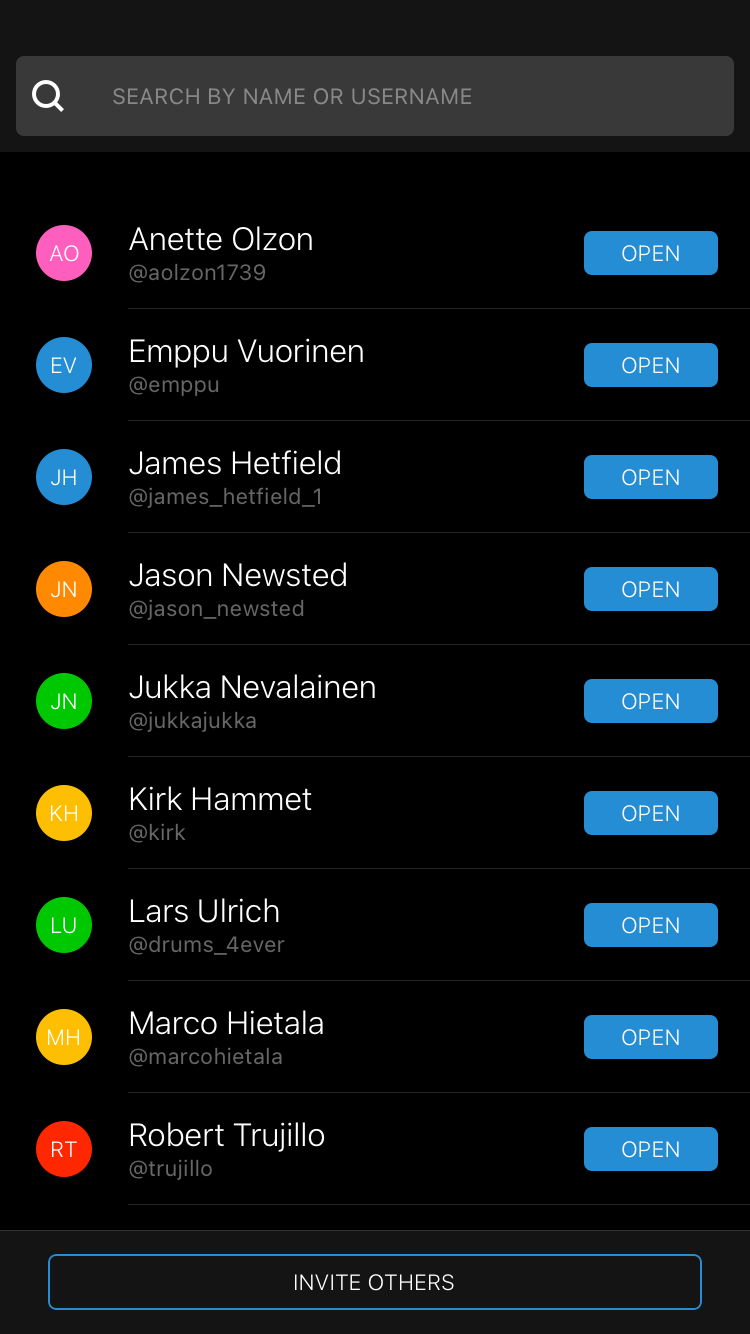 SEARCH BY NAME OR USERNAME
AO
Anette Olzon
@aolzon1739
OPEN
EV
Emppu Vuorinen
@emppu
OPEN
JH
James Hetfield
@james_hetfield_1
OPEN
JN
Jason Newsted
@jason_newsted
OPEN
JN
Jukka Nevalainen
@jukkajukka
OPEN
KH
Kirk Hammet
@kirk
OPEN
LU
Lars Ulrich
@drums_4ever
OPEN
MH
Marco Hietala
@marcohietala
OPEN
RT
Robert Trujillo
@trujillo
OPEN
INVITE OTHERS